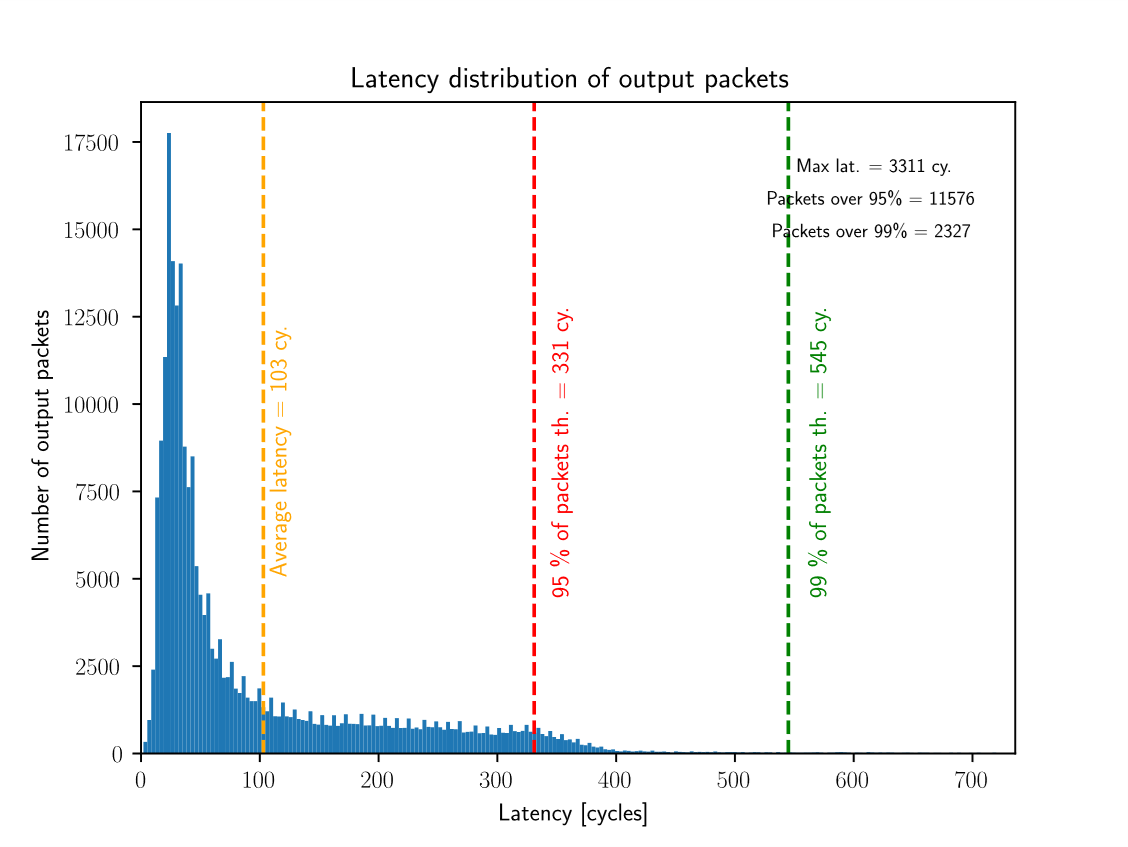 Latency distribution of output packets
Number of output packets
17500
15000
12500
10000
7500
5000
2500
0
Average latency = 103 cy.
95 % of packets th. = 331 cy.
99 % of packets th. = 545 cy.
Max lat. = 3311 cy.
Packets over 95% = 11576
Packets over 99% = 2327
0 100 200 300 400 500 600 700
Latency [cycles]